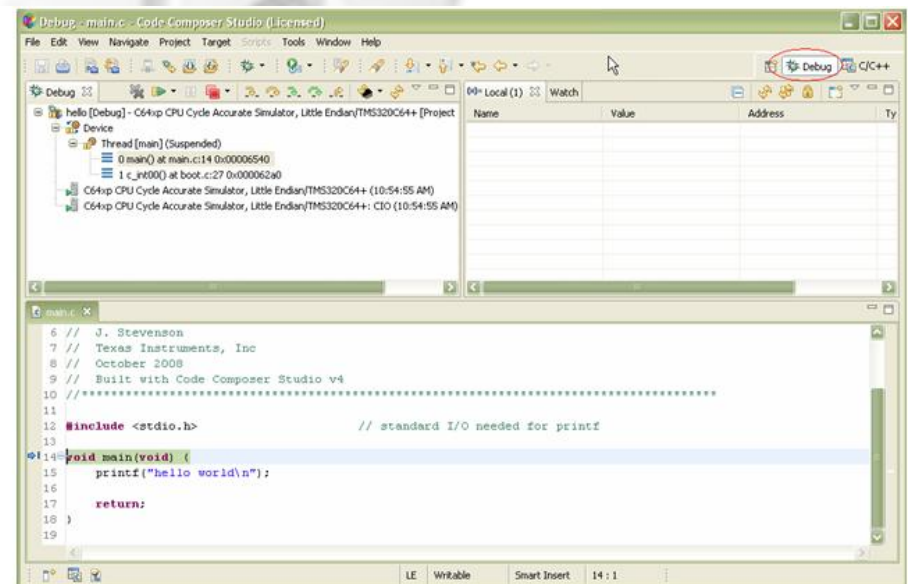 Debug - main.c - Code Composer Studio (Licensed)
File Edit View Navigate Project Target Scripts Tools Window Help
Debug C/C++
Debug
Local (1) Watch
hello [Debug] - C64xp CPU Cycle Accurate Simulator, Little Endian/TMS320C64++ [Project
Device
Thread [main] (Suspended)
0 main() at main.c:14 0x00006540
1 c_int00() at boot.c:27 0x000062a0
C64xp CPU Cycle Accurate Simulator, Little Endian/TMS320C64++ (10:54:55 AM)
C64xp CPU Cycle Accurate Simulator, Little Endian/TMS320C64++: CIO (10:54:55 AM)
Name Value Address Ty
main.c
6 // J. Stevenson
7 // Texas Instruments, Inc
8 // October 2008
9 // Built with Code Composer Studio v4
10 //***************************************************************************
11
12 #include <stdio.h> // standard I/O needed for printf
13
14 void main(void) {
15 printf("hello world\n");
16
17 return;
18 }
19
LE Writable Smart Insert 14 : 1